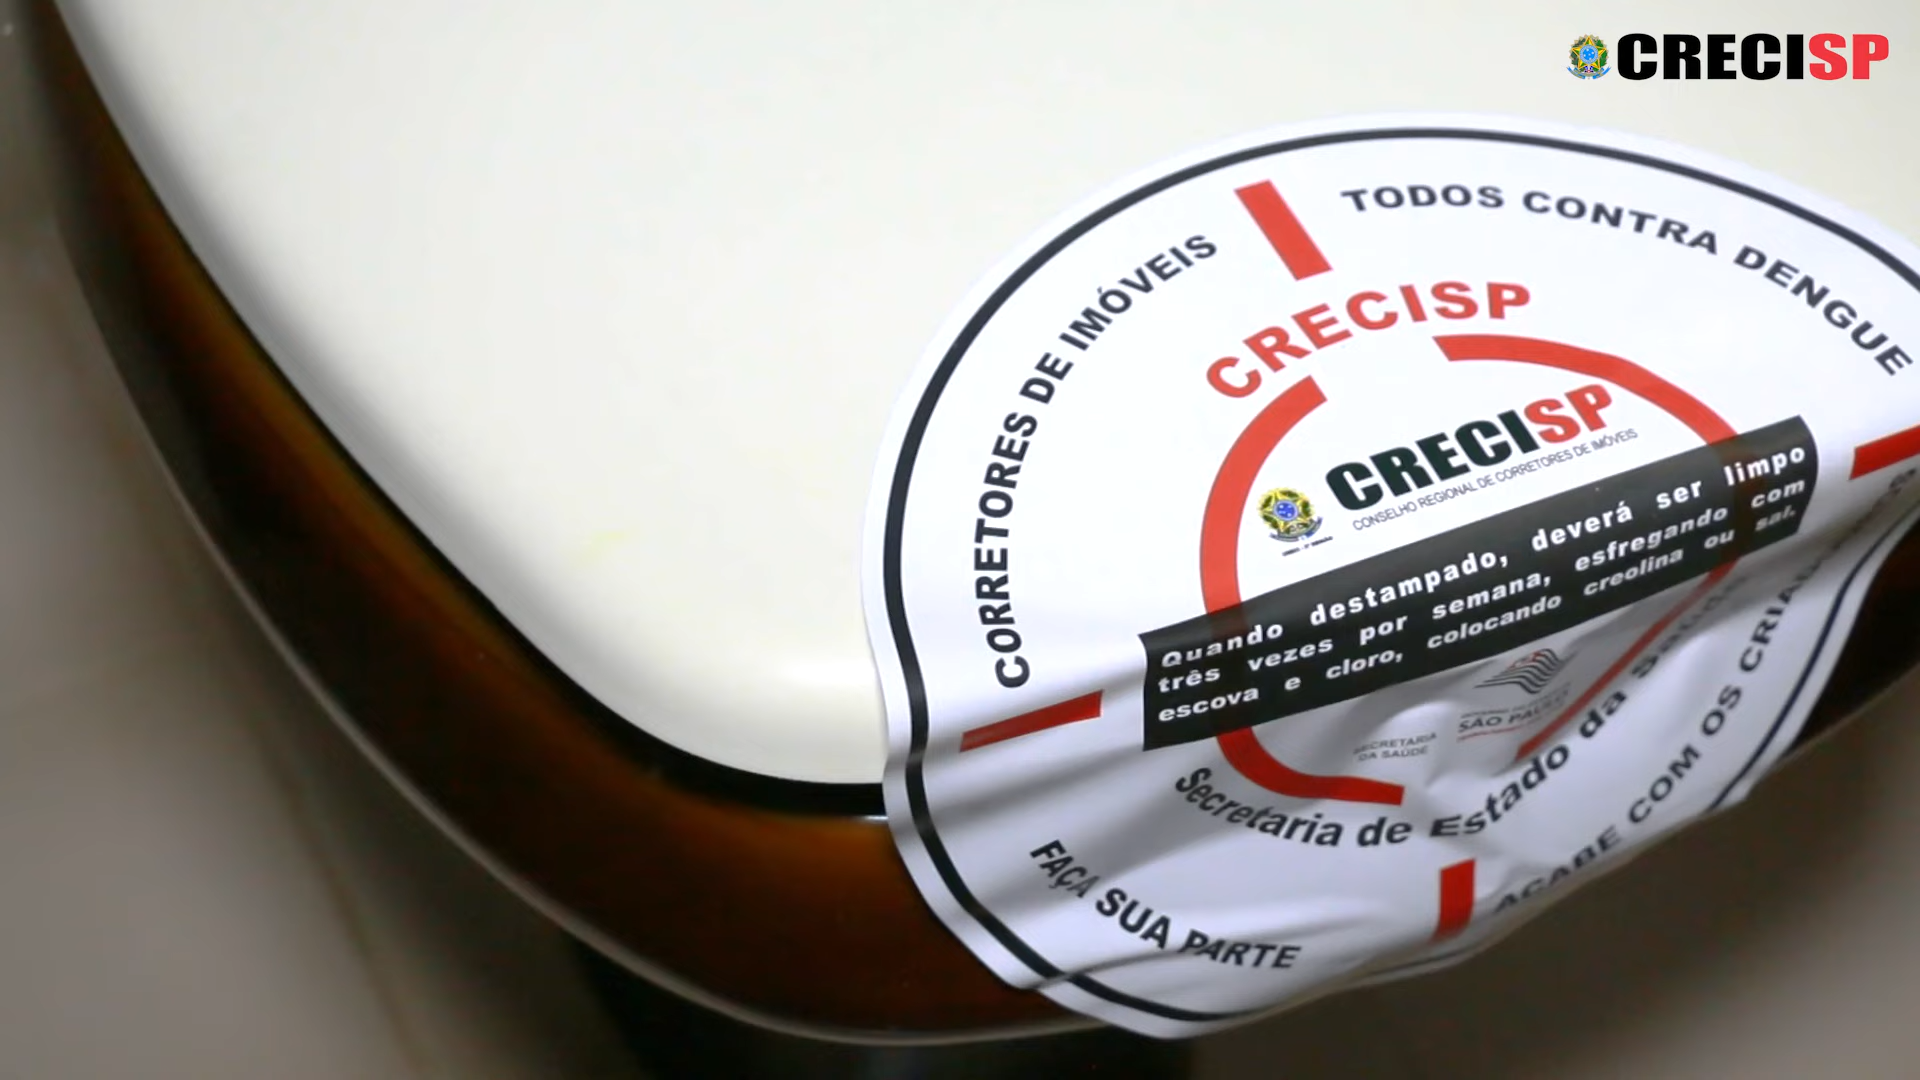 CRECISP
CORRETORES DE IMÓVEIS
TODOS CONTRA DENGUE
CRECISP
CRECISP
CONSELHO REGIONAL DE CORRETORES DE IMÓVEIS
Quando destampado, deverá ser limpo
três vezes por semana, esfregando com
escova e cloro, colocando creolina ou sal.
SÃO PAULO
SECRETARIA
DA SAÚDE
Secretaria de Estado da Saúde
FAÇA SUA PARTE
ACABE COM OS